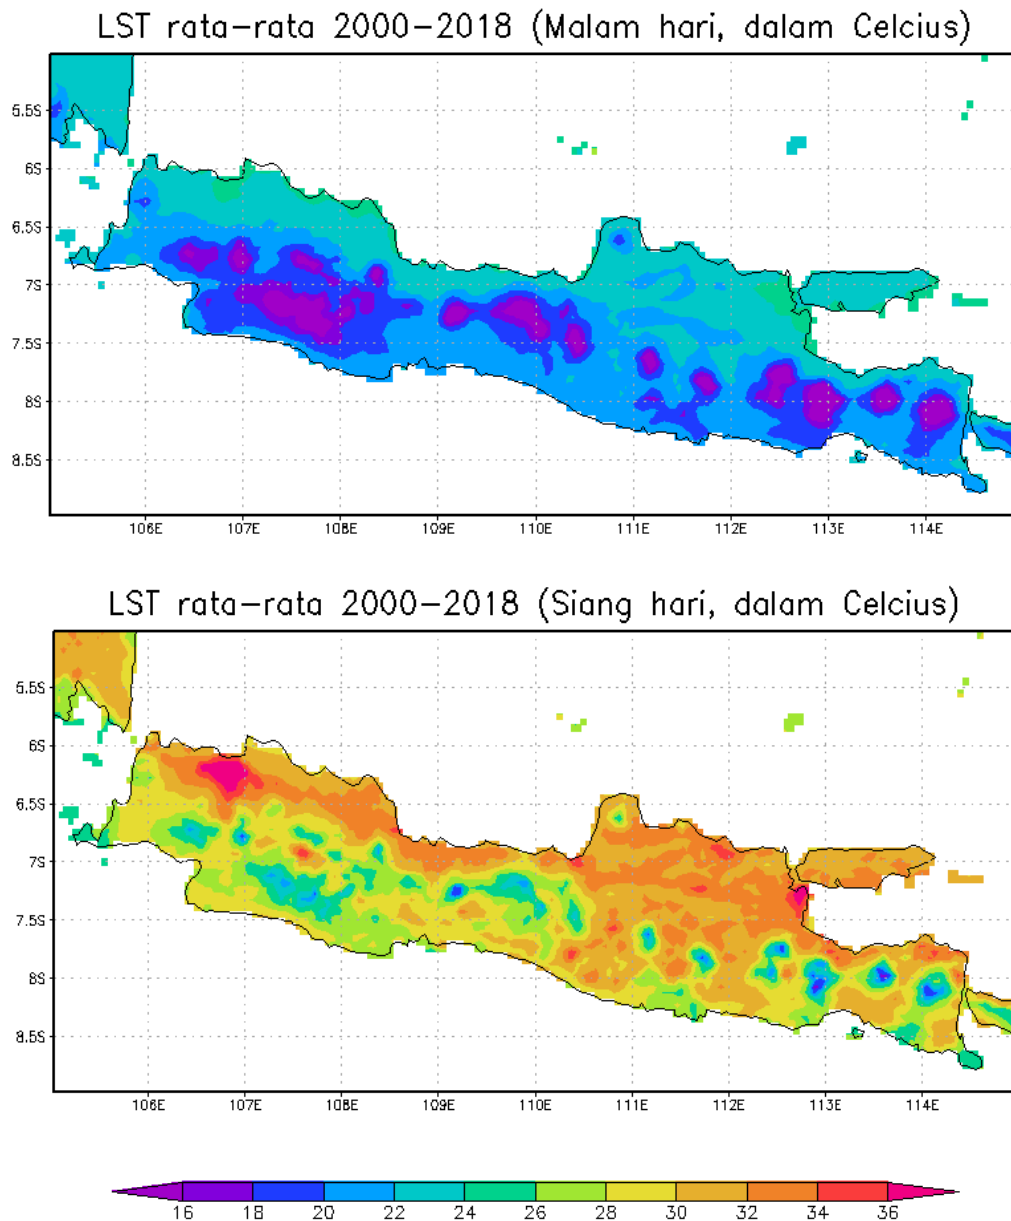 LST rata-rata 2000-2018 (Malam hari, dalam Celcius)
5.5S
6S
6.5S
7S
7.5S
8S
8.5S
106E 107E 108E 109E 110E 111E 112E 113E 114E
LST rata-rata 2000-2018 (Siang hari, dalam Celcius)
5.5S
6S
6.5S
7S
7.5S
8S
8.5S
106E 107E 108E 109E 110E 111E 112E 113E 114E
16 18 20 22 24 26 28 30 32 34 36